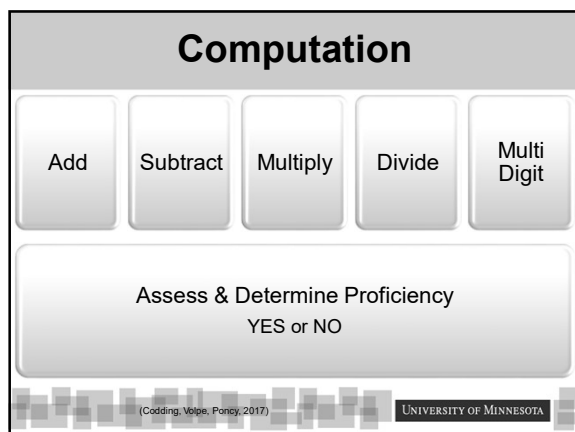 Computation
Add
Subtract
Multiply
Divide
Multi
Digit
Assess & Determine Proficiency
YES or NO
(Codding, Volpe, Poncy, 2017)
UNIVERSITY OF MINNESOTA